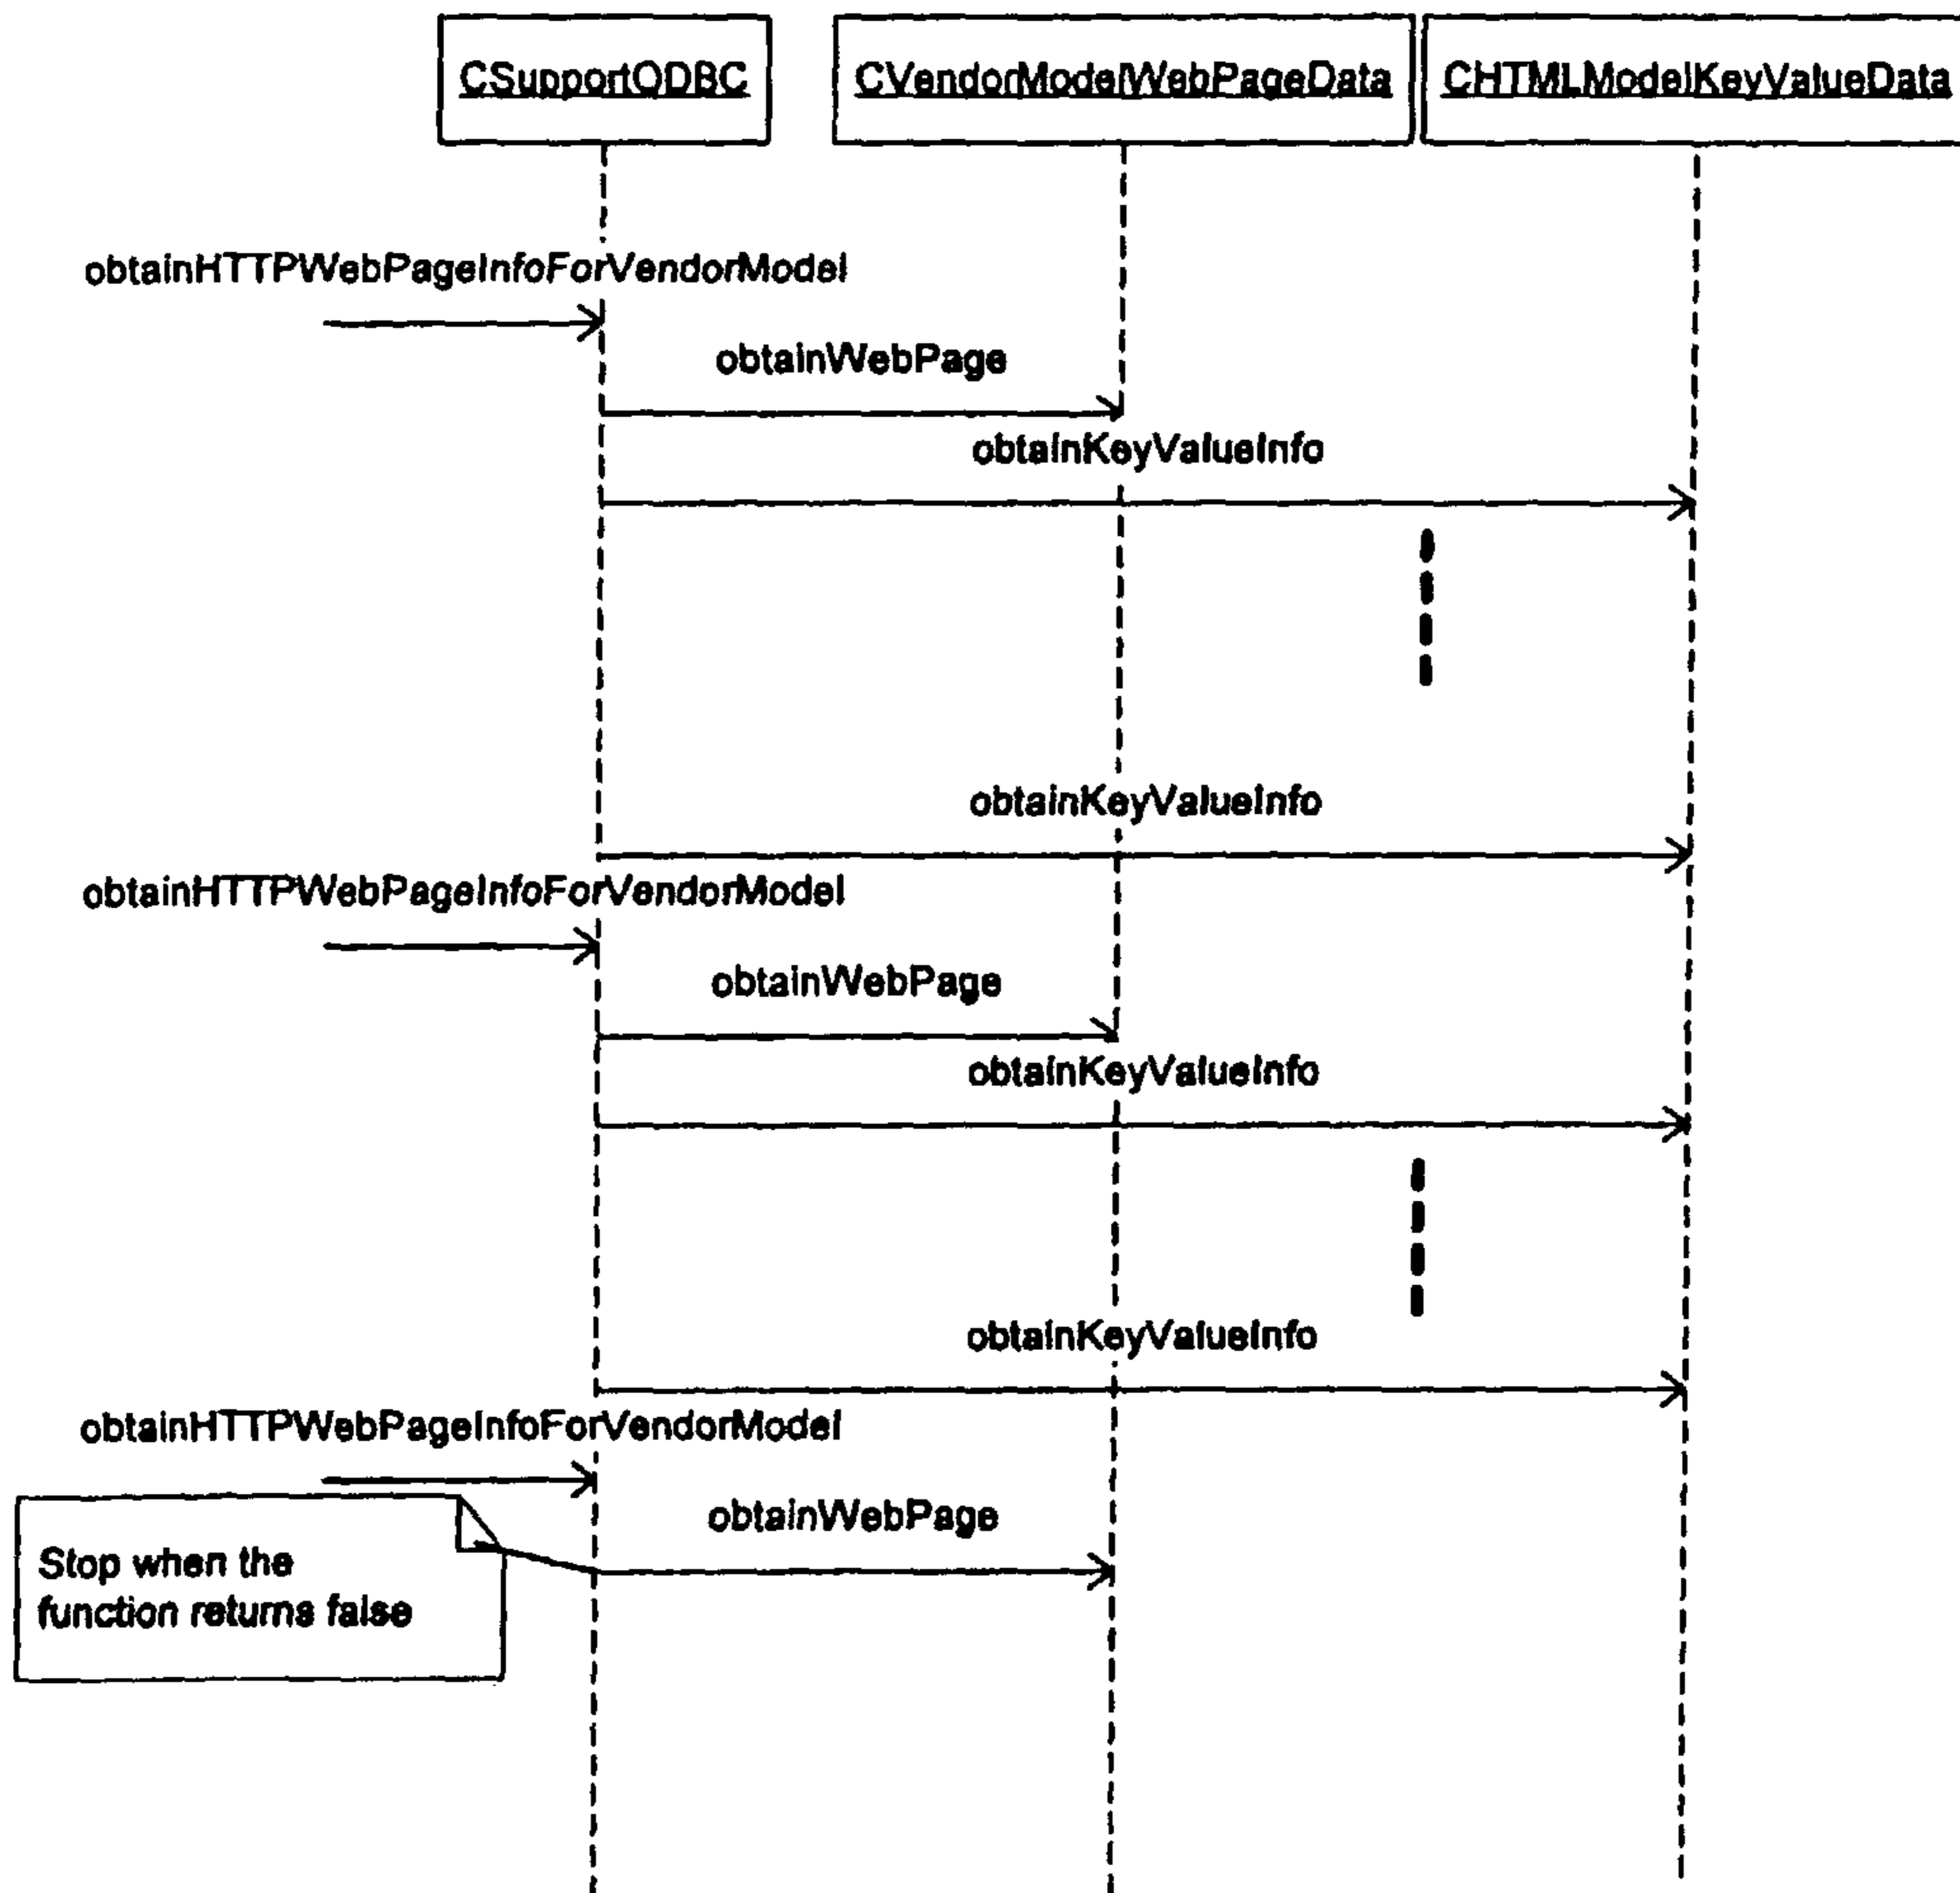 CSupportODBC
CVendorModelWebPageData
CHTMLModelKeyValueData
obtainHTTPWebPageInfoForVendorModel
obtainWebPage
obtainKeyValueInfo
obtainKeyValueInfo
obtainHTTPWebPageInfoForVendorModel
obtainWebPage
obtainKeyValueInfo
obtainKeyValueInfo
obtainHTTPWebPageInfoForVendorModel
obtainWebPage
Stop when the
function returns false